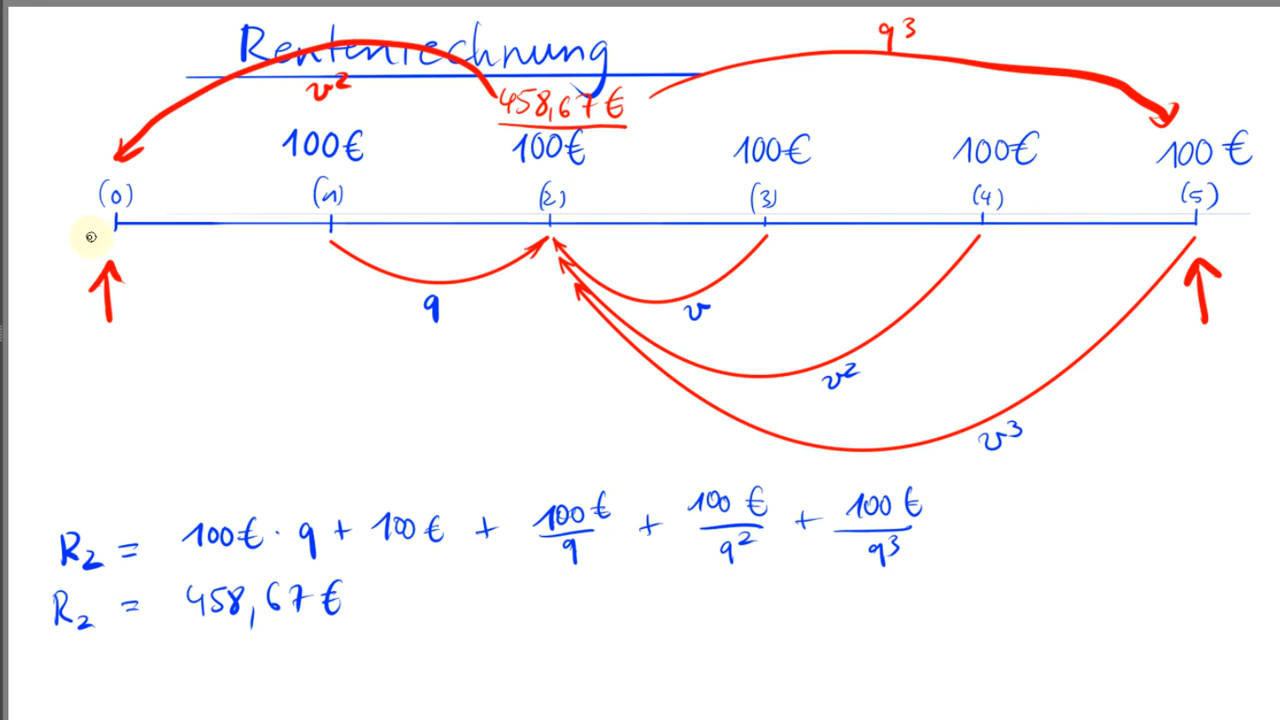 Rentenrechnung
q³
v²
458,67€
100€ 100€ 100€ 100€ 100€
(0) (1) (2) (3) (4) (5)
q v
v²
v³
R₂ = 100€ · q + 100€ + 100€/q + 100€/q² + 100€/q³
R₂ = 458,67€